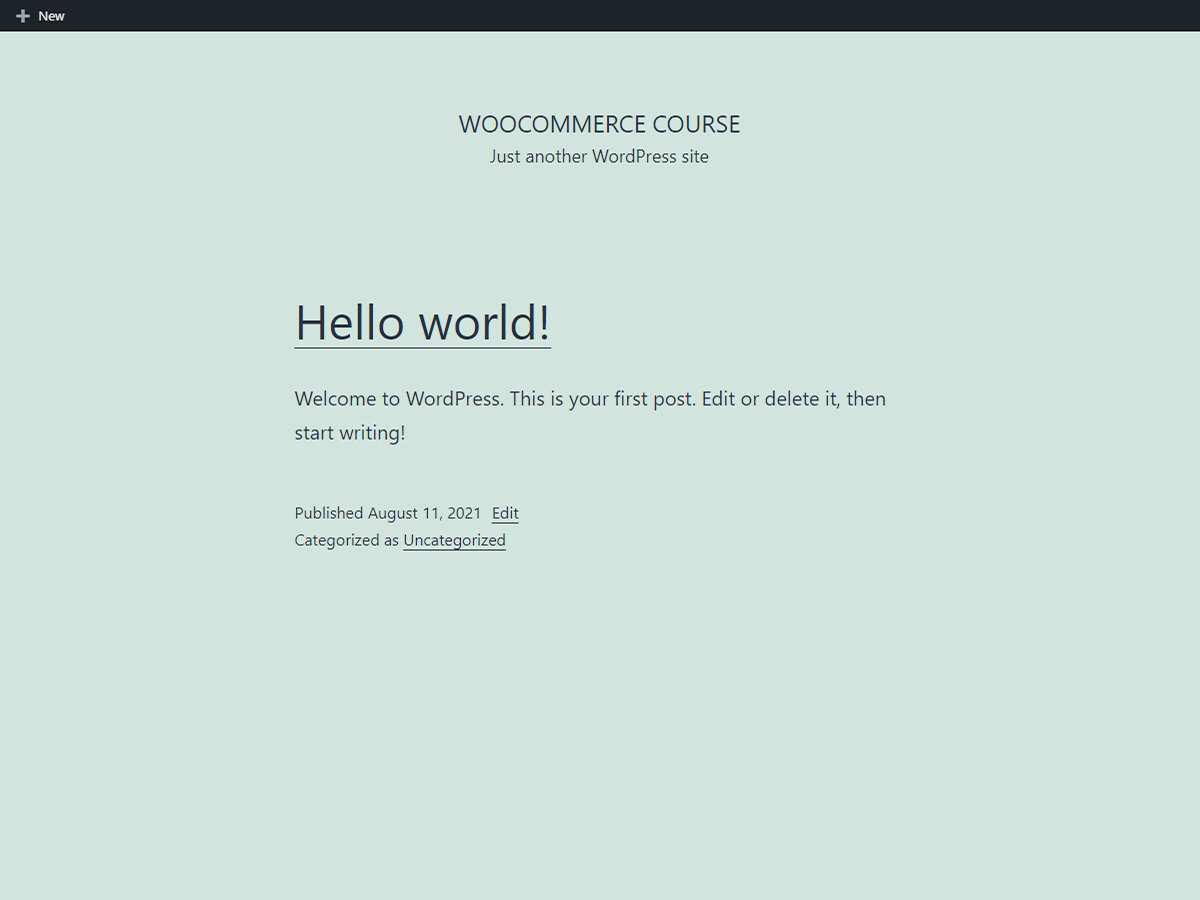 New
WOOCOMMERCE COURSE
Just another WordPress site
Hello world!
Welcome to WordPress. This is your first post. Edit or delete it, then
start writing!
Published August 11, 2021 Edit
Categorized as Uncategorized